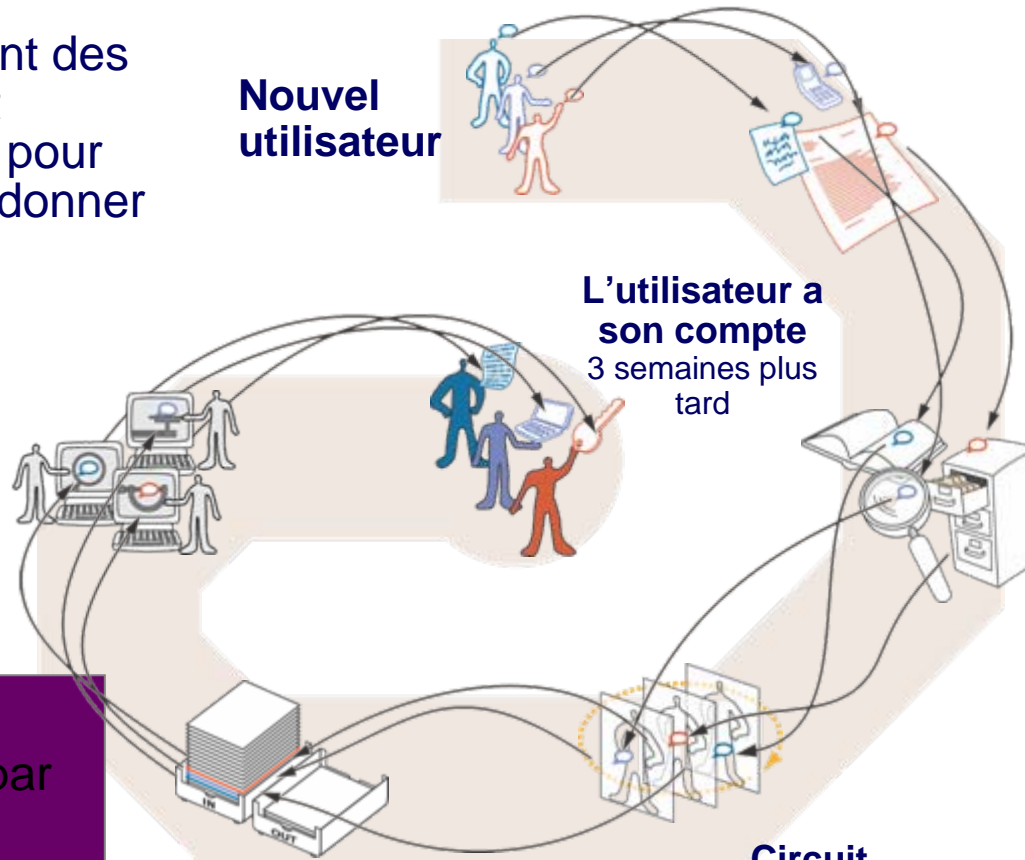 nt des
pour
donner
Nouvel
utilisateur
L’utilisateur a
son compte
3 semaines plus
tard
IN
OUT
par
Circuit